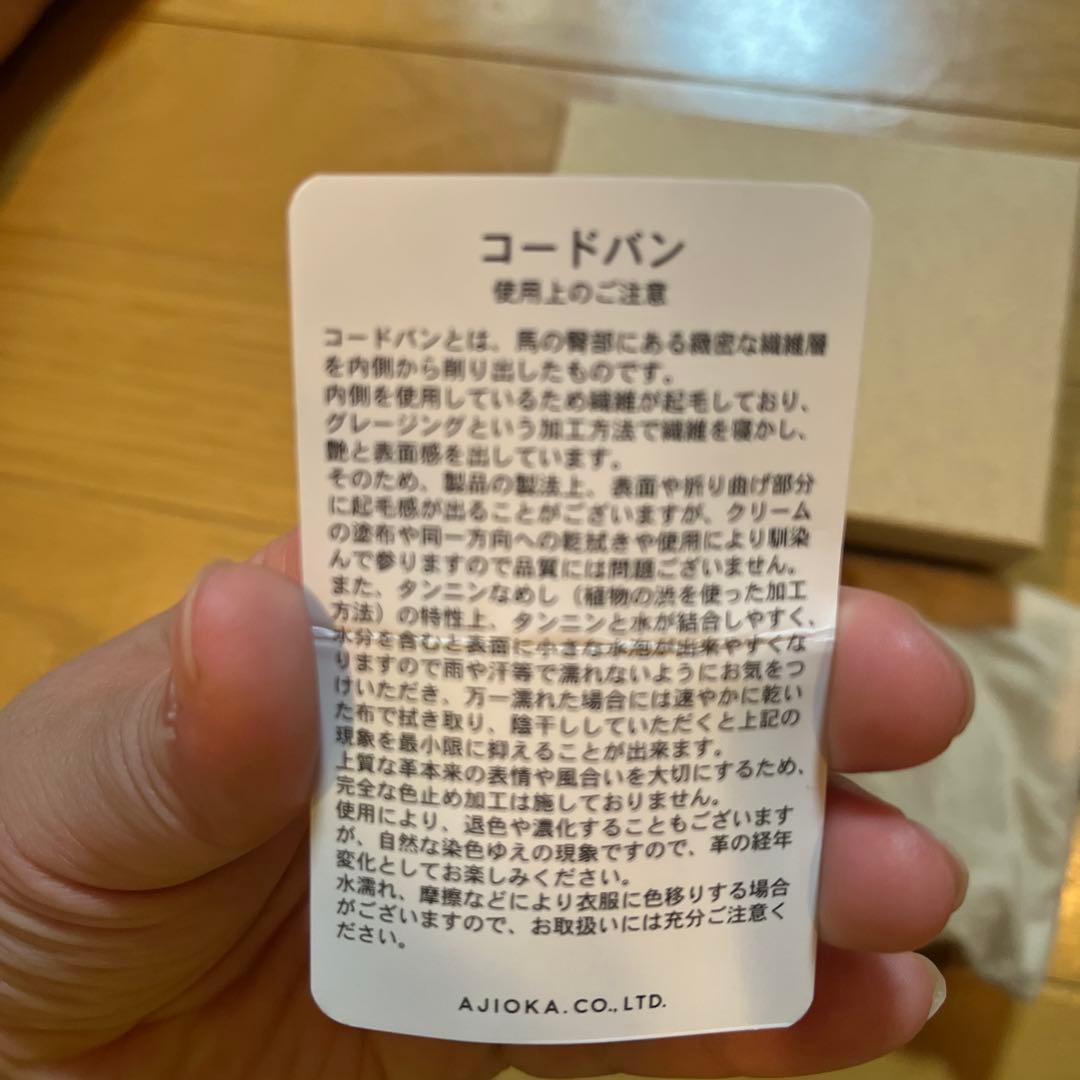 コードバン
使用上のご注意
コードバンとは、馬の臀部にある緻密な繊維層
を内側から削り出したものです。
内側を使用しているため繊維が起毛しており、
グレージングという加工方法で繊維を寝かし、
艶と表面感を出しています。
そのため、製品の製法上、表面や折り曲げ部分
に起毛感が出ることがございますが、クリーム
の塗布や同一方向への乾拭きや使用により馴染
んで参りますので品質には問題ございません。
また、タンニンなめし（植物の渋を使った加工
方法）の特性上、タンニンと水が結合しやすく、
水分を含むと表面に小さな水泡が出来やすくな
りますので雨や汗等で濡れないようにお気をつ
けいただき、万一濡れた場合には速やかに乾い
た布で拭き取り、陰干ししていただくと上記の
現象を最小限に抑えることが出来ます。
上質な革本来の表情や風合いを大切にするため、
完全な色止め加工は施しておりません。
使用により、退色や濃化することもございます
が、自然な染色ゆえの現象ですので、革の経年
変化としてお楽しみください。
水濡れ、摩擦などにより衣服に色移りする場合
がございますので、お取扱いには充分ご注意く
ださい。
AJIOKA.CO.,LTD.